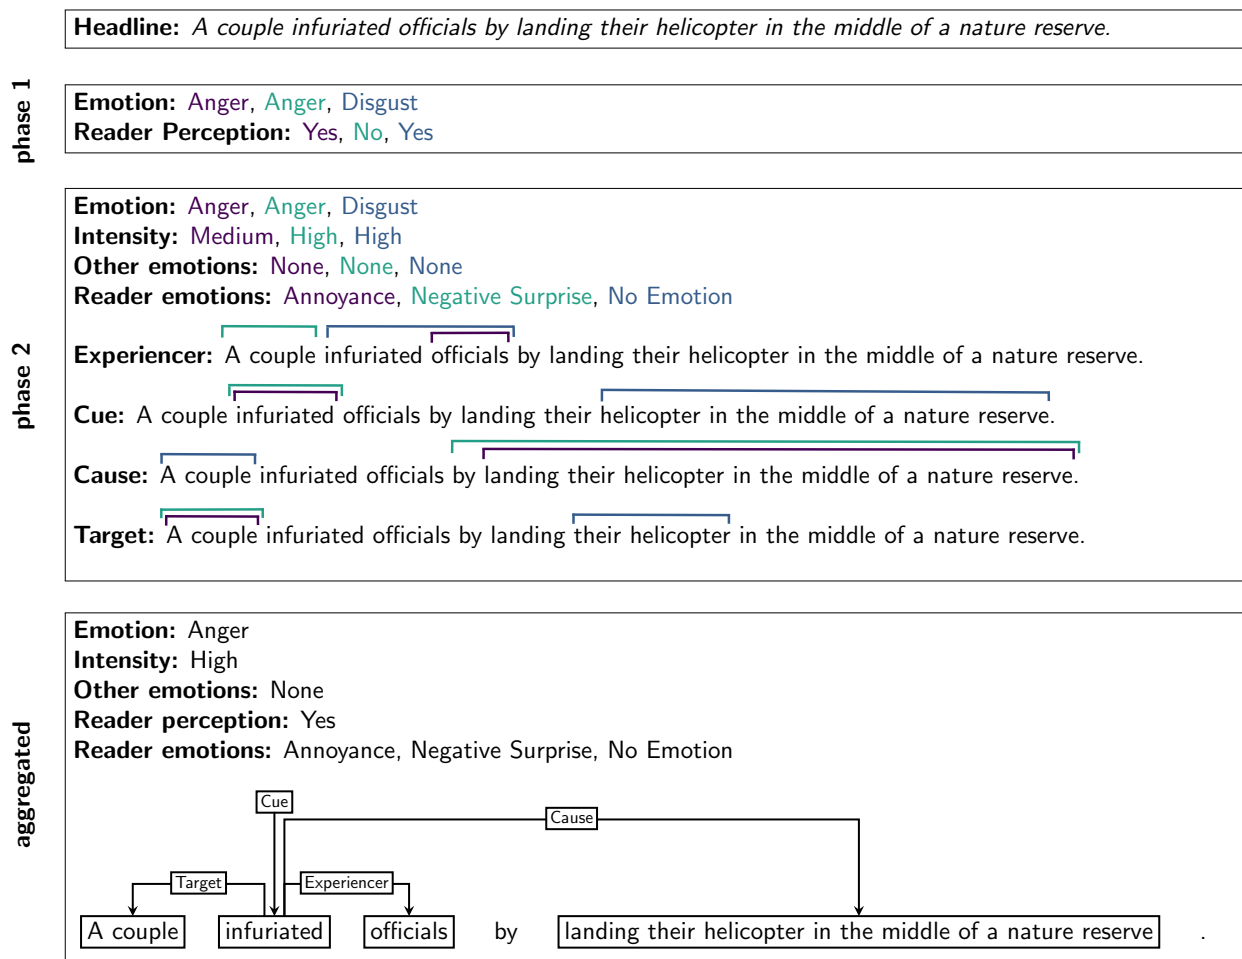 Headline: A couple infuriated officials by landing their helicopter in the middle of a nature reserve.
phase 1
Emotion: Anger, Anger, Disgust
Reader Perception: Yes, No, Yes
phase 2
Emotion: Anger, Anger, Disgust
Intensity: Medium, High, High
Other emotions: None, None, None
Reader emotions: Annoyance, Negative Surprise, No Emotion
Experiencer: A couple infuriated officials by landing their helicopter in the middle of a nature reserve.
Cue: A couple infuriated officials by landing their helicopter in the middle of a nature reserve.
Cause: A couple infuriated officials by landing their helicopter in the middle of a nature reserve.
Target: A couple infuriated officials by landing their helicopter in the middle of a nature reserve.
aggregated
Emotion: Anger
Intensity: High
Other emotions: None
Reader perception: Yes
Reader emotions: Annoyance, Negative Surprise, No Emotion
Cue
Cause
Target Experiencer
A couple infuriated officials by landing their helicopter in the middle of a nature reserve .